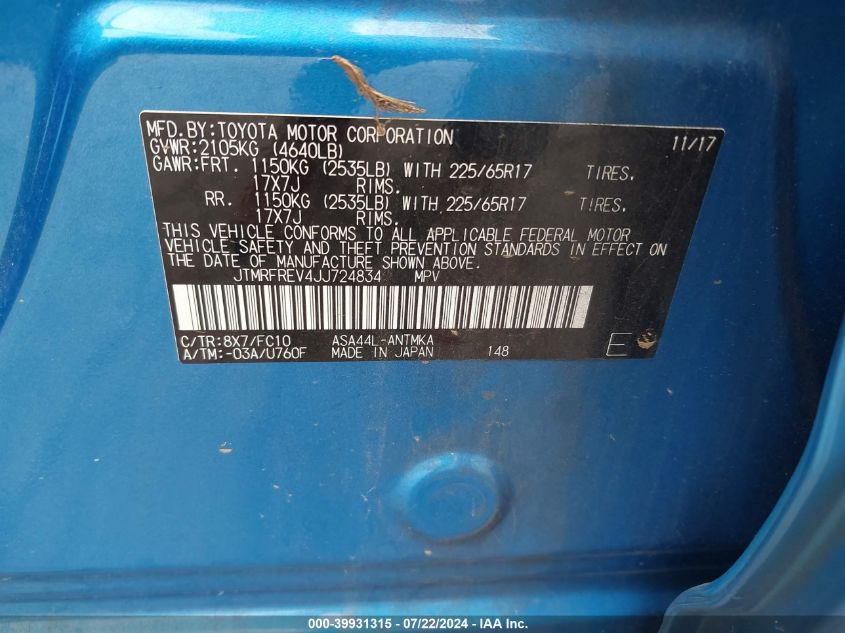 MFD.BY:TOYOTA MOTOR CORPORATION 11/17
GVWR:2105KG (4640LB)
GAWR:FRT. 1150KG (2535LB) WITH 225/65R17 TIRES,
17X7J RIMS.
RR. 1150KG (2535LB) WITH 225/65R17 TIRES,
17X7J RIMS.
THIS VEHICLE CONFORMS TO ALL APPLICABLE FEDERAL MOTOR
VEHICLE SAFETY AND THEFT PREVENTION STANDARDS IN EFFECT ON
THE DATE OF MANUFACTURE SHOWN ABOVE.
JTMRFREV4JJ724834 MPV
C/TR:8X7/FC10 ASA44L-ANTMKA
A/TM:-03A/U760F MADE IN JAPAN 148 E
000-39931315 - 07/22/2024 - IAA Inc.